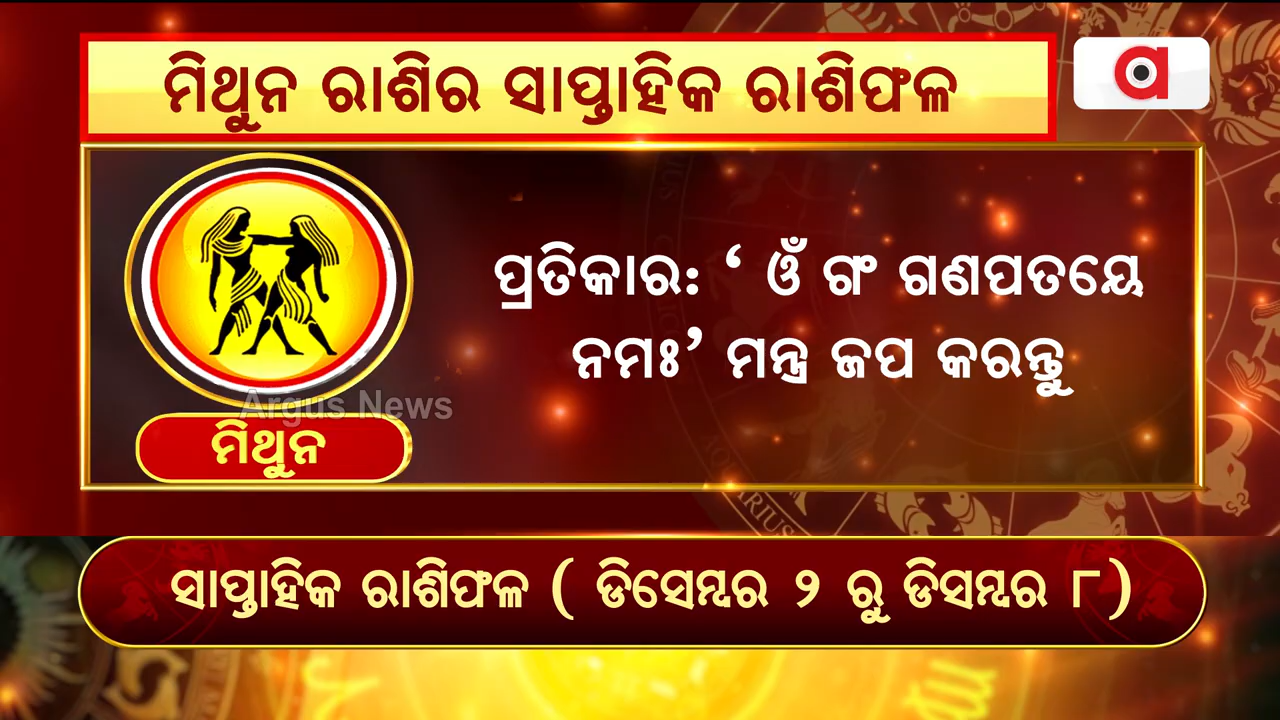 ମିଥୁନ ରାଶିର ସାପ୍ତାହିକ ରାଶିଫଳ
a
ପ୍ରତିକାର: ‘ ଓଁ ଗଂ ଗଣପତୟେ
ନମଃ’ ମନ୍ତ୍ର ଜପ କରନ୍ତୁ
Argus News
ମିଥୁନ
ସାପ୍ତାହିକ ରାଶିଫଳ ( ଡିସେମ୍ବର ୨ ରୁ ଡିସମ୍ବର ୮ )